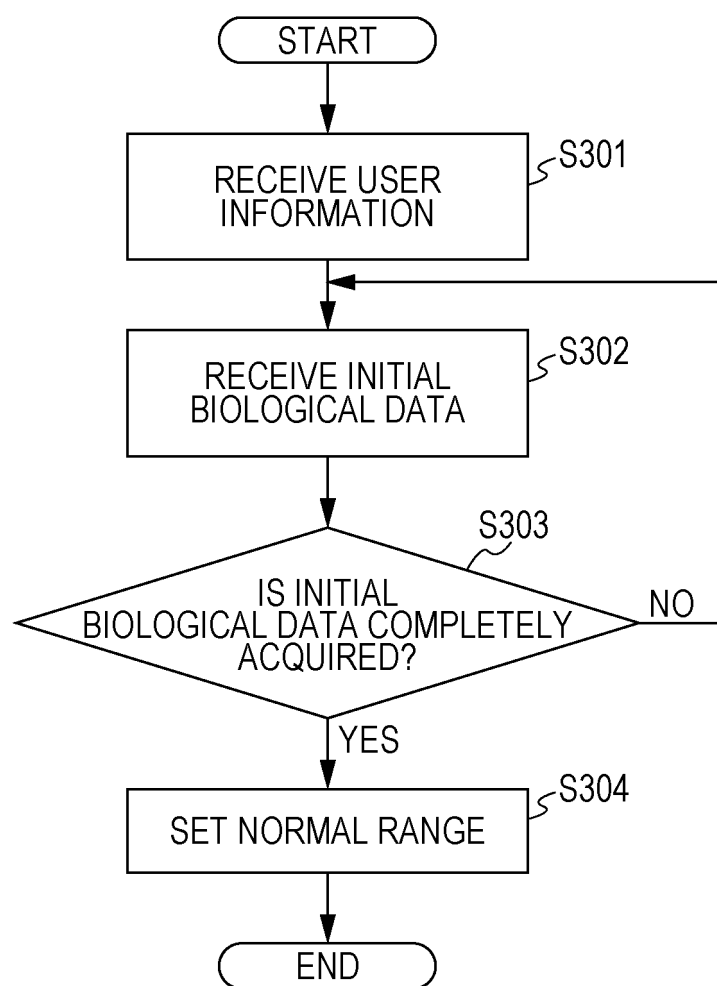 START
S301
RECEIVE USER
INFORMATION
S302
RECEIVE INITIAL
BIOLOGICAL DATA
S303
IS INITIAL
BIOLOGICAL DATA COMPLETELY
ACQUIRED?
NO
YES
S304
SET NORMAL RANGE
END